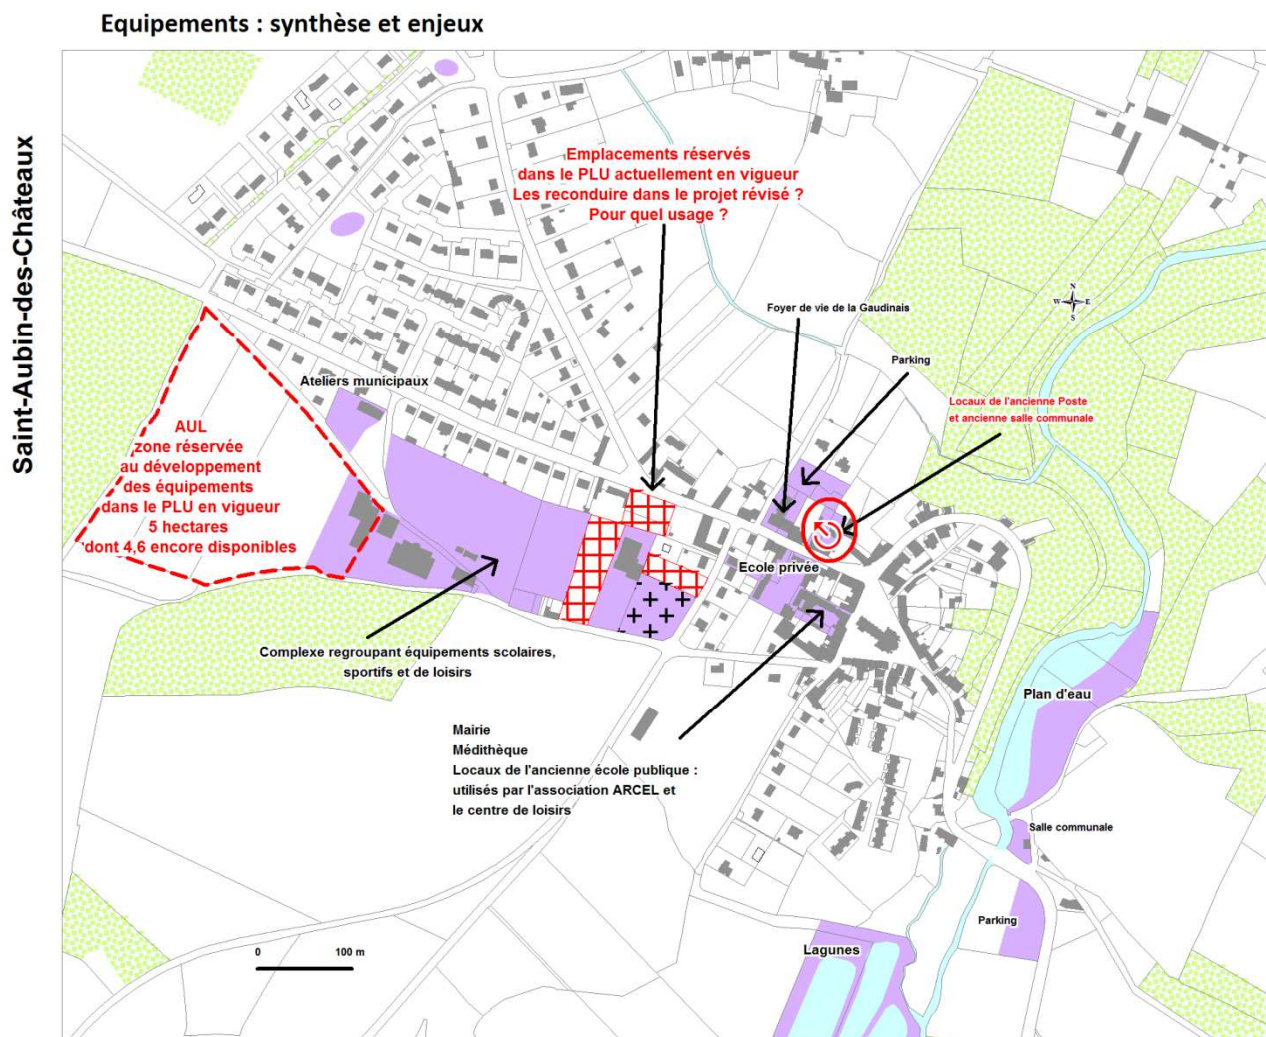 Equipements : synthèse et enjeux
Saint-Aubin-des-Châteaux
Emplacements réservés
dans le PLU actuellement en vigueur
Les reconduire dans le projet révisé ?
Pour quel usage ?
N
W E
S
Foyer de vie de la Gaudinais
Parking
Locaux de l'ancienne Poste
et ancienne salle communale
Ateliers municipaux
AUL
zone réservée
au développement
des équipements
dans le PLU en vigueur
5 hectares
dont 4,6 encore disponibles
Ecole privée
Complexe regroupant équipements scolaires,
sportifs et de loisirs
Plan d'eau
Mairie
Médithèque
Locaux de l'ancienne école publique :
utilisés par l'association ARCEL et
le centre de loisirs
Salle communale
Parking
Lagunes
0 100 m